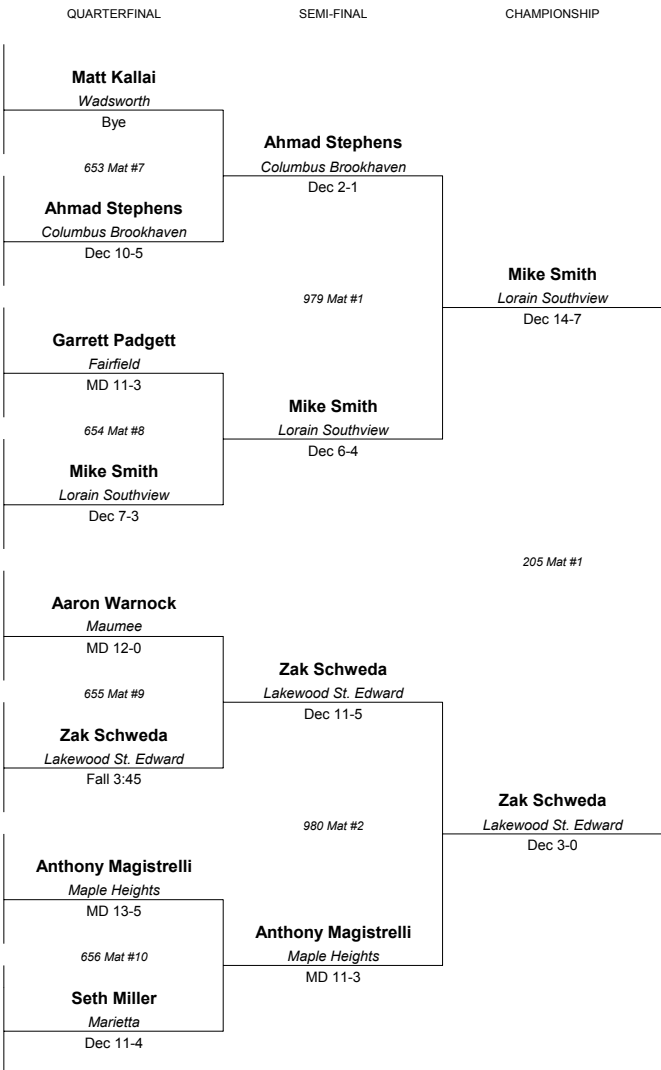 QUARTERFINAL SEMI-FINAL CHAMPIONSHIP
Matt Kallai
Wadsworth
Bye
Ahmad Stephens
653 Mat #7 Columbus Brookhaven
Dec 2-1
Ahmad Stephens
Columbus Brookhaven
Dec 10-5
Mike Smith
979 Mat #1 Lorain Southview
Dec 14-7
Garrett Padgett
Fairfield
MD 11-3
Mike Smith
654 Mat #8 Lorain Southview
Dec 6-4
Mike Smith
Lorain Southview
Dec 7-3
205 Mat #1
Aaron Warnock
Maumee
MD 12-0
Zak Schweda
655 Mat #9 Lakewood St. Edward
Dec 11-5
Zak Schweda
Lakewood St. Edward
Fall 3:45
Zak Schweda
980 Mat #2 Lakewood St. Edward
Dec 3-0
Anthony Magistrelli
Maple Heights
MD 13-5
Anthony Magistrelli
656 Mat #10 Maple Heights
MD 11-3
Seth Miller
Marietta
Dec 11-4